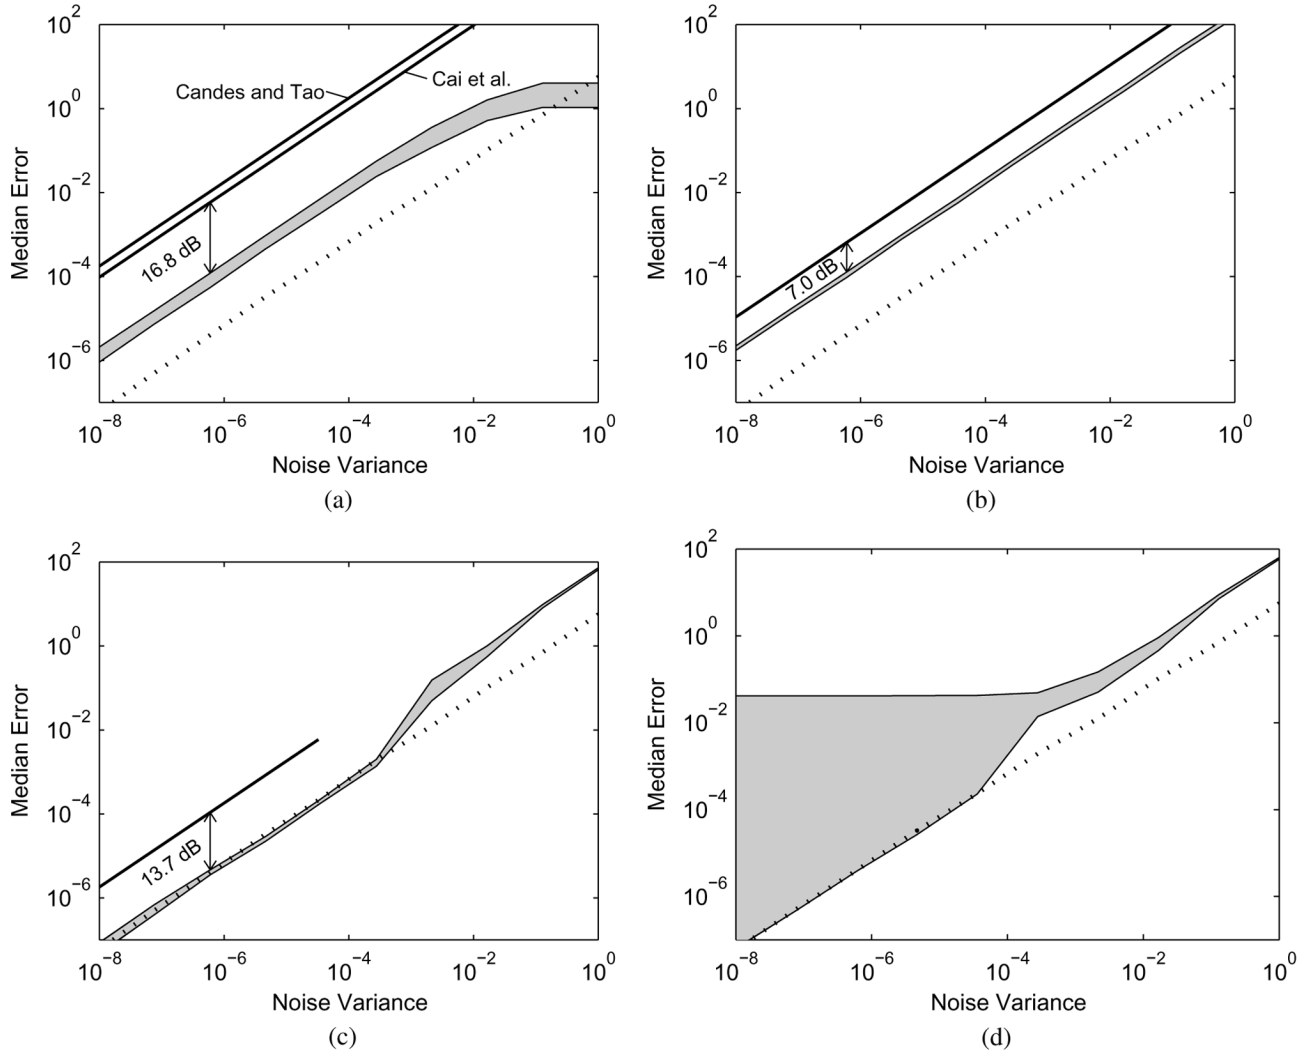 10^2
10^0
10^-2
10^-4
10^-6
Median Error
Candes and Tao
Cai et al.
16.8 dB
10^-8 10^-6 10^-4 10^-2 10^0
Noise Variance
(a)
10^2
10^0
10^-2
10^-4
10^-6
Median Error
7.0 dB
10^-8 10^-6 10^-4 10^-2 10^0
Noise Variance
(b)
10^2
10^0
10^-2
10^-4
10^-6
Median Error
13.7 dB
10^-8 10^-6 10^-4 10^-2 10^0
Noise Variance
(c)
10^2
10^0
10^-2
10^-4
10^-6
Median Error
10^-8 10^-6 10^-4 10^-2 10^0
Noise Variance
(d)